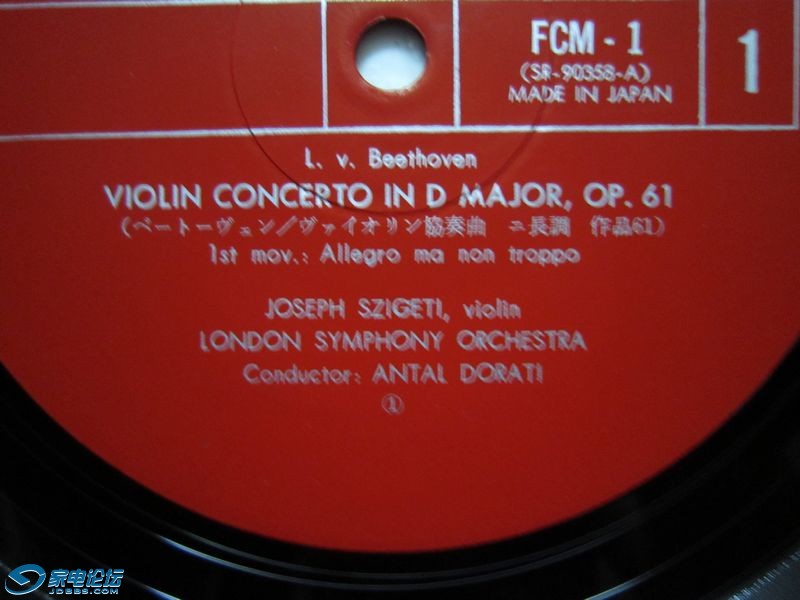 FCM - 1
(SR-90358-A)
MADE IN JAPAN
1
L. v. Beethoven
VIOLIN CONCERTO IN D MAJOR, OP. 61
(ベートーヴェン//ヴァイオリン協奏曲 ニ長調 作品61)
1st mov.: Allegro ma non troppo
JOSEPH SZIGETI, violin
LONDON SYMPHONY ORCHESTRA
Conductor: ANTAL DORATI
①
家电论坛
JDBBS.COM